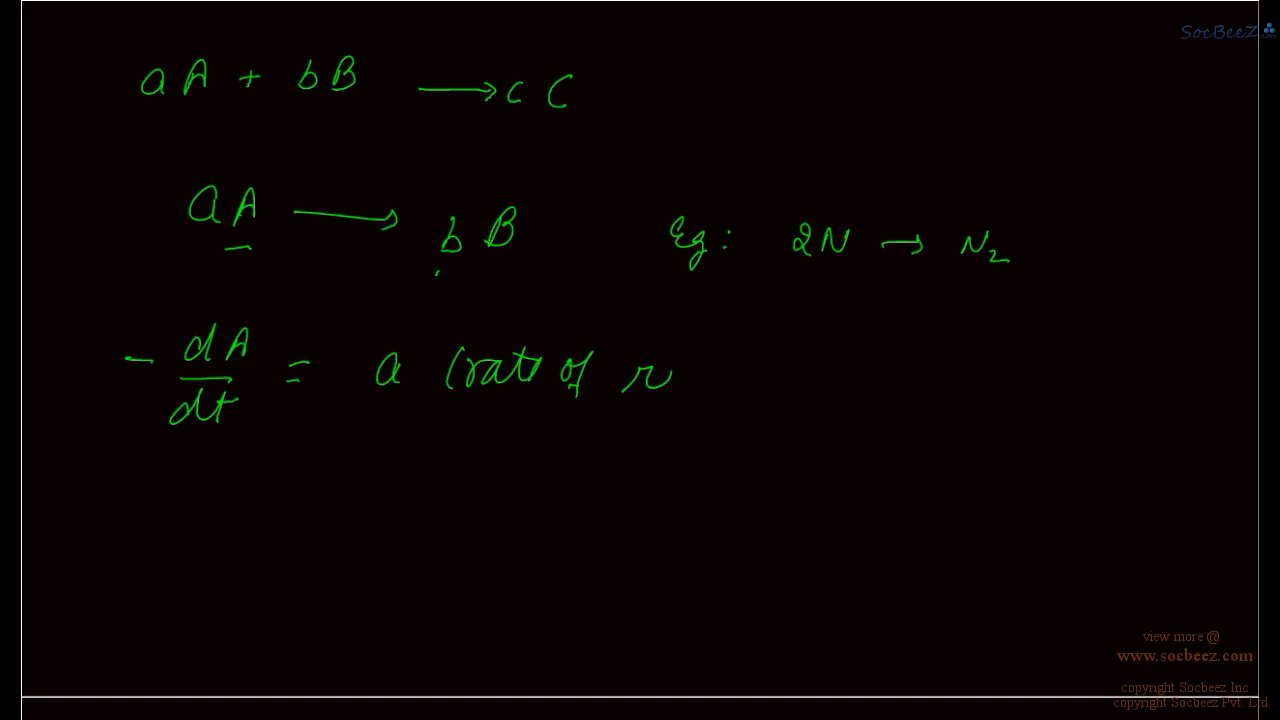 SocBeeZ
aA + bB → cC
aA → bB Eg: 2N → N₂
- dA/dt = a (rate of r
view more @
www.socbeez.com
copyright Socbeez Inc
copyright Socbeez Pvt Ltd.